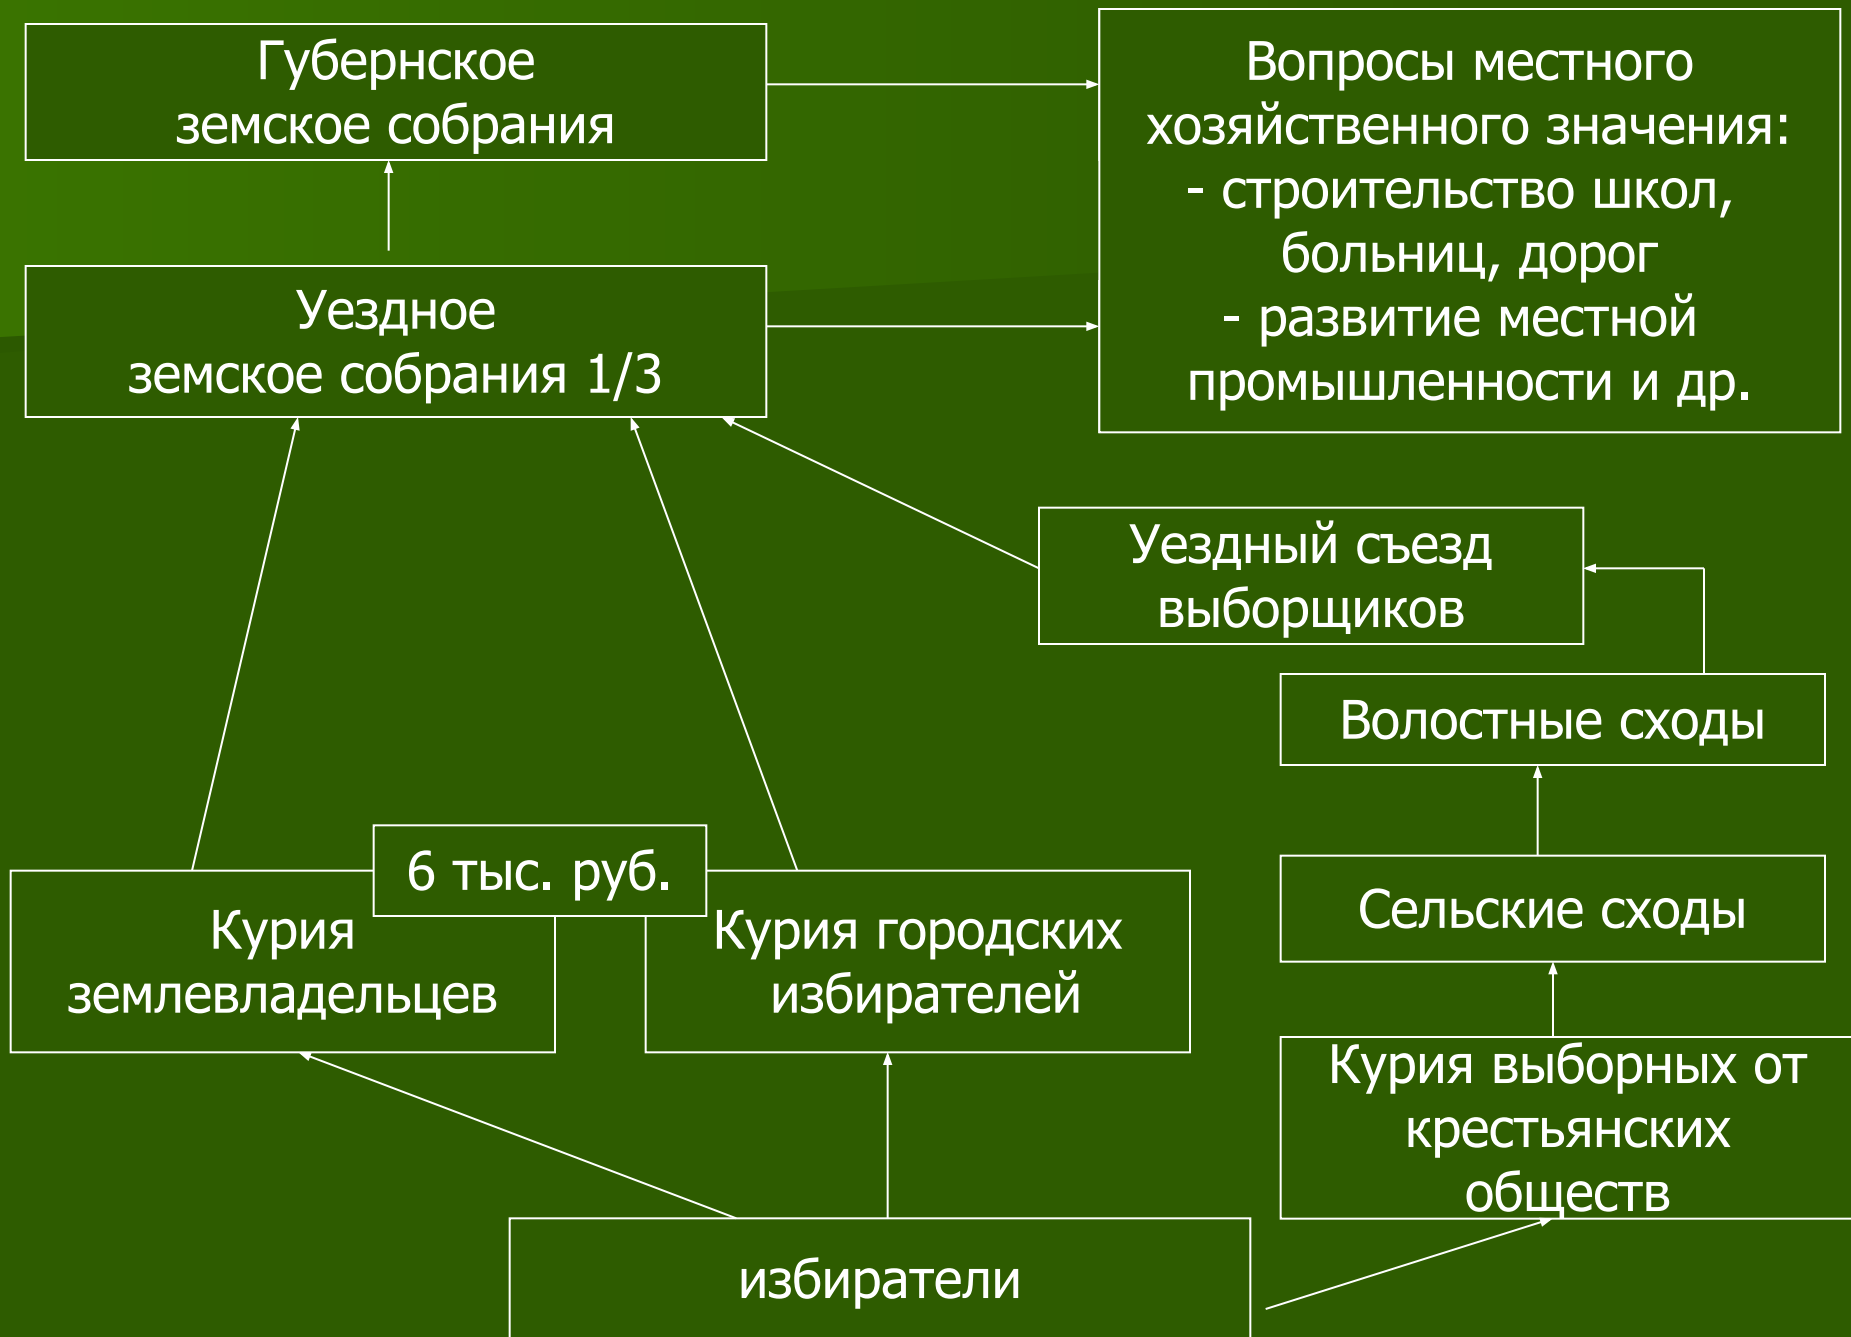 Губернское
земское собрания
Вопросы местного
хозяйственного значения:
- строительство школ,
больниц, дорог
- развитие местной
промышленности и др.
Уездное
земское собрания 1/3
Уездный съезд
выборщиков
Волостные сходы
Сельские сходы
6 тыс. руб.
Курия
землевладельцев
Курия городских
избирателей
Курия выборных от
крестьянских
обществ
избиратели